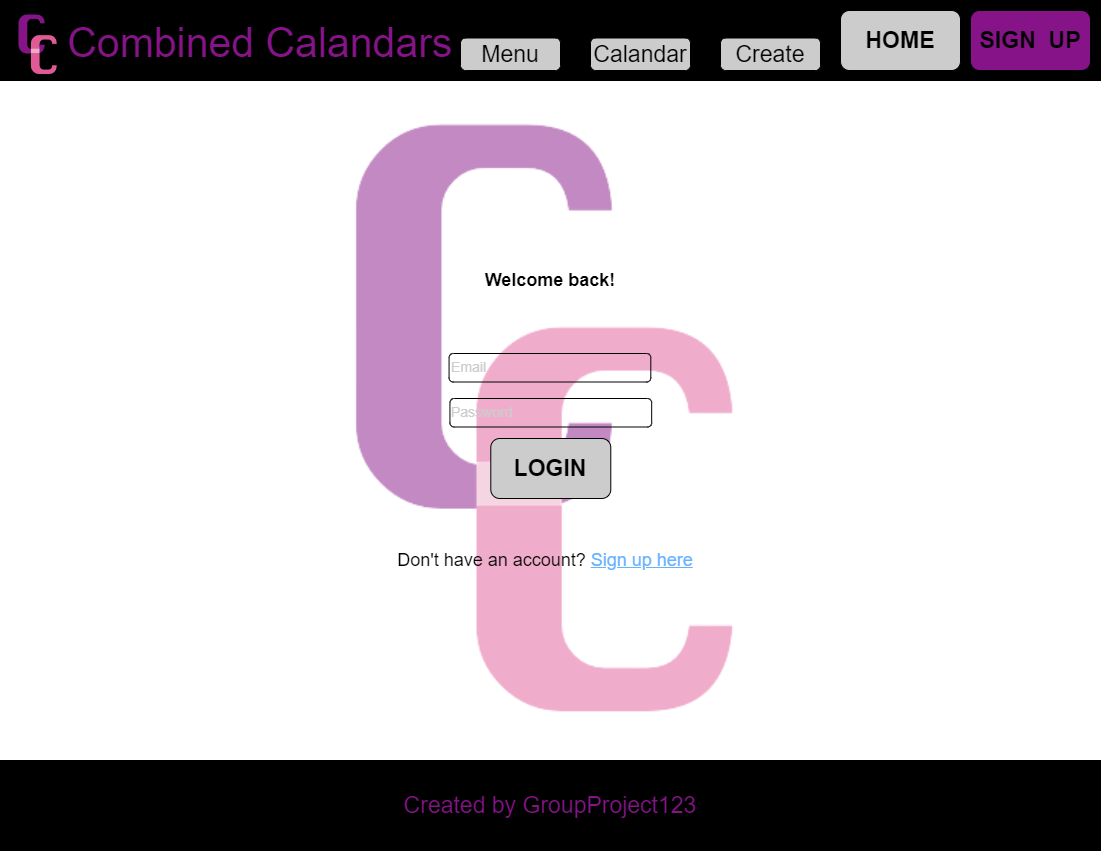 CC Combined Calandars Menu Calandar Create HOME SIGN UP
Welcome back!
Email
Password
LOGIN
Don't have an account? Sign up here
Created by GroupProject123